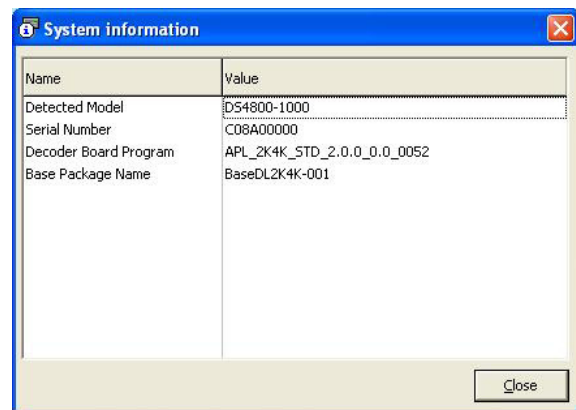 System information
Name Value
Detected Model DS4800-1000
Serial Number C08A00000
Decoder Board Program APL_2K4K_STD_2.0.0_0.0_0052
Base Package Name BaseDL2K4K-001
Close